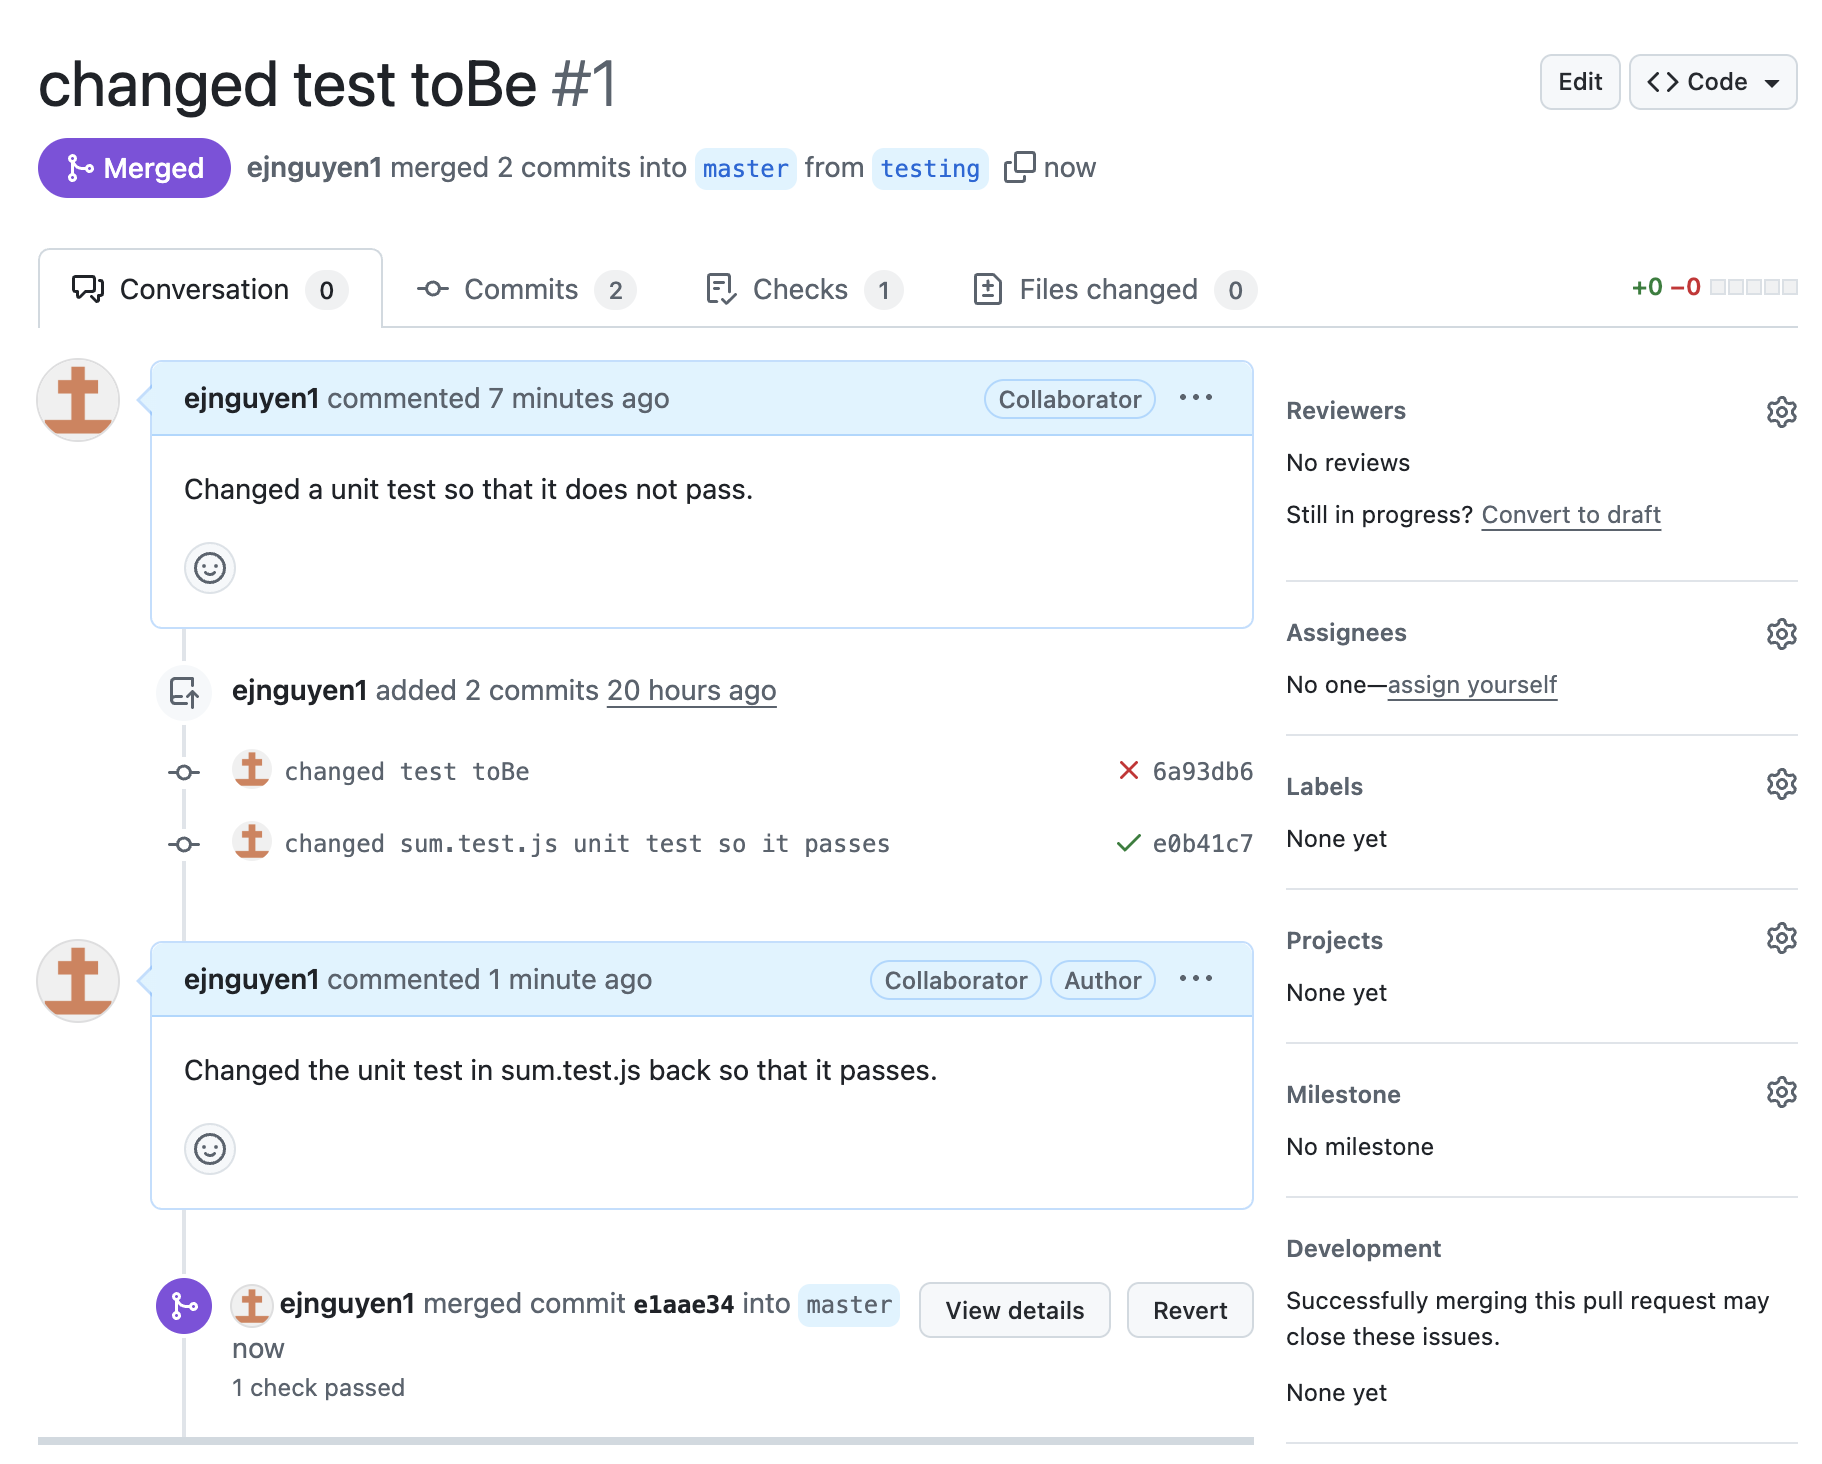 changed test toBe #1
Edit
Code
Merged
ejnguyen1 merged 2 commits into master from testing now
Conversation 0
Commits 2
Checks 1
Files changed 0
+0 −0
ejnguyen1 commented 7 minutes ago
Collaborator
Changed a unit test so that it does not pass.
ejnguyen1 added 2 commits 20 hours ago
changed test toBe
6a93db6
changed sum.test.js unit test so it passes
e0b41c7
ejnguyen1 commented 1 minute ago
Collaborator
Author
Changed the unit test in sum.test.js back so that it passes.
ejnguyen1 merged commit e1aae34 into master
now
View details
Revert
1 check passed
Reviewers
No reviews
Still in progress? Convert to draft
Assignees
No one—assign yourself
Labels
None yet
Projects
None yet
Milestone
No milestone
Development
Successfully merging this pull request may
close these issues.
None yet